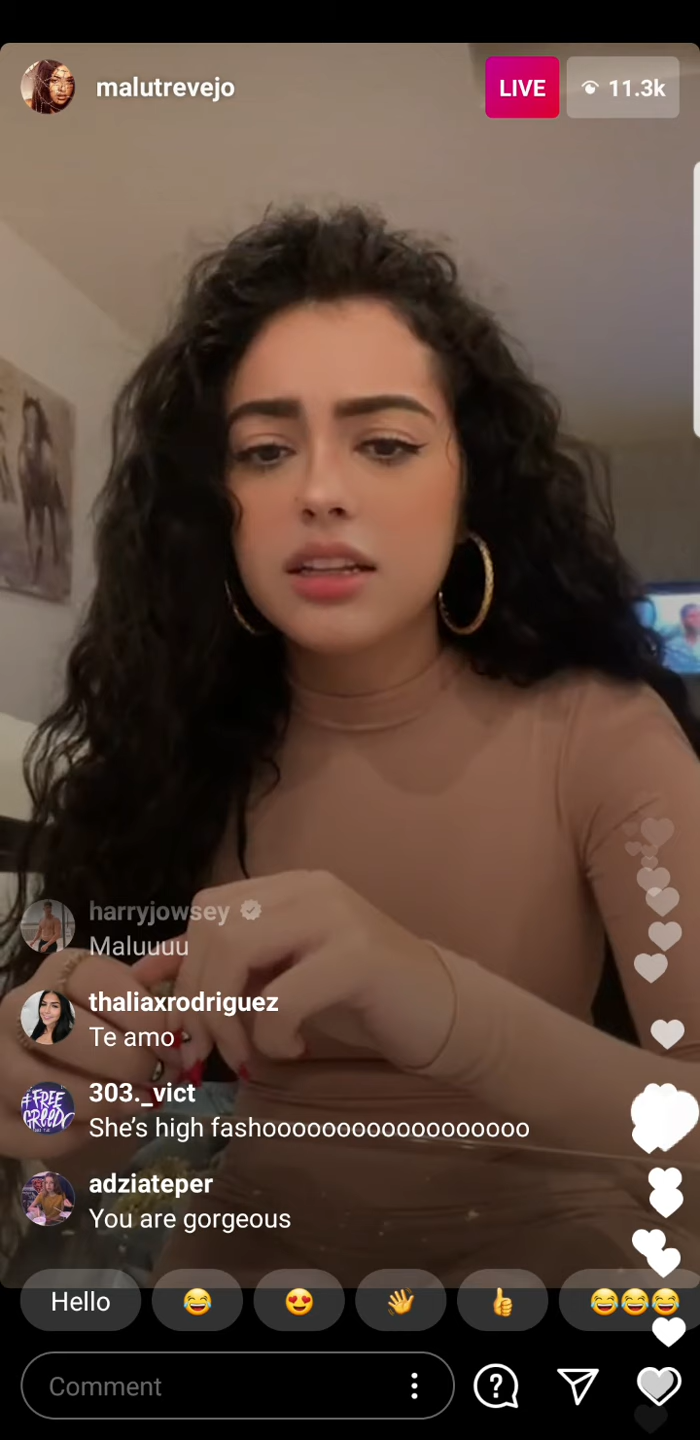 malutrevejo
LIVE
11.3k
harryjowsey
Maluuuu
thaliaxrodriguez
Te amo
303._vict
She's high fashooooooooooooooooooo
adziateper
You are gorgeous
Hello
Comment